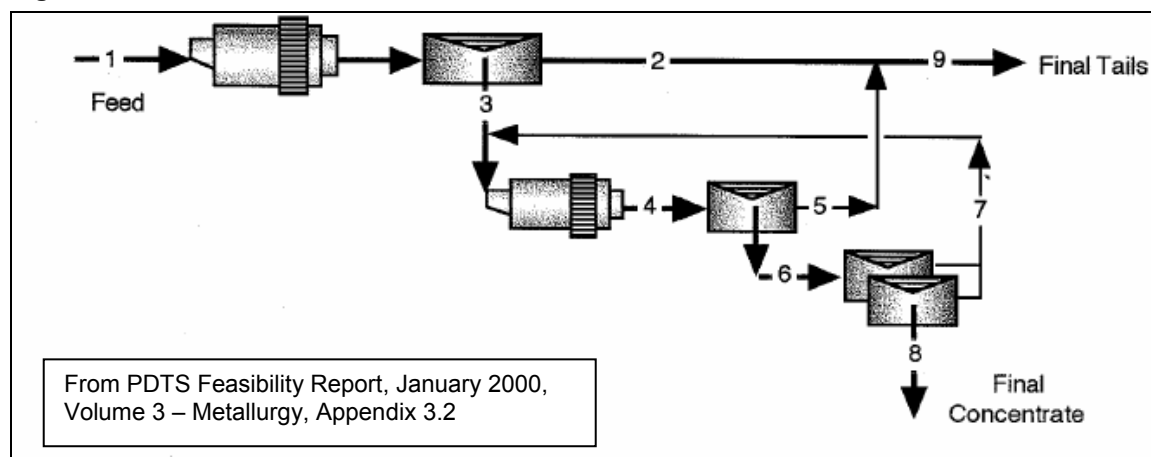 1
Feed
2
9
Final Tails
3
4
5
7
6
8
Final
Concentrate
From PDTS Feasibility Report, January 2000,
Volume 3 – Metallurgy, Appendix 3.2